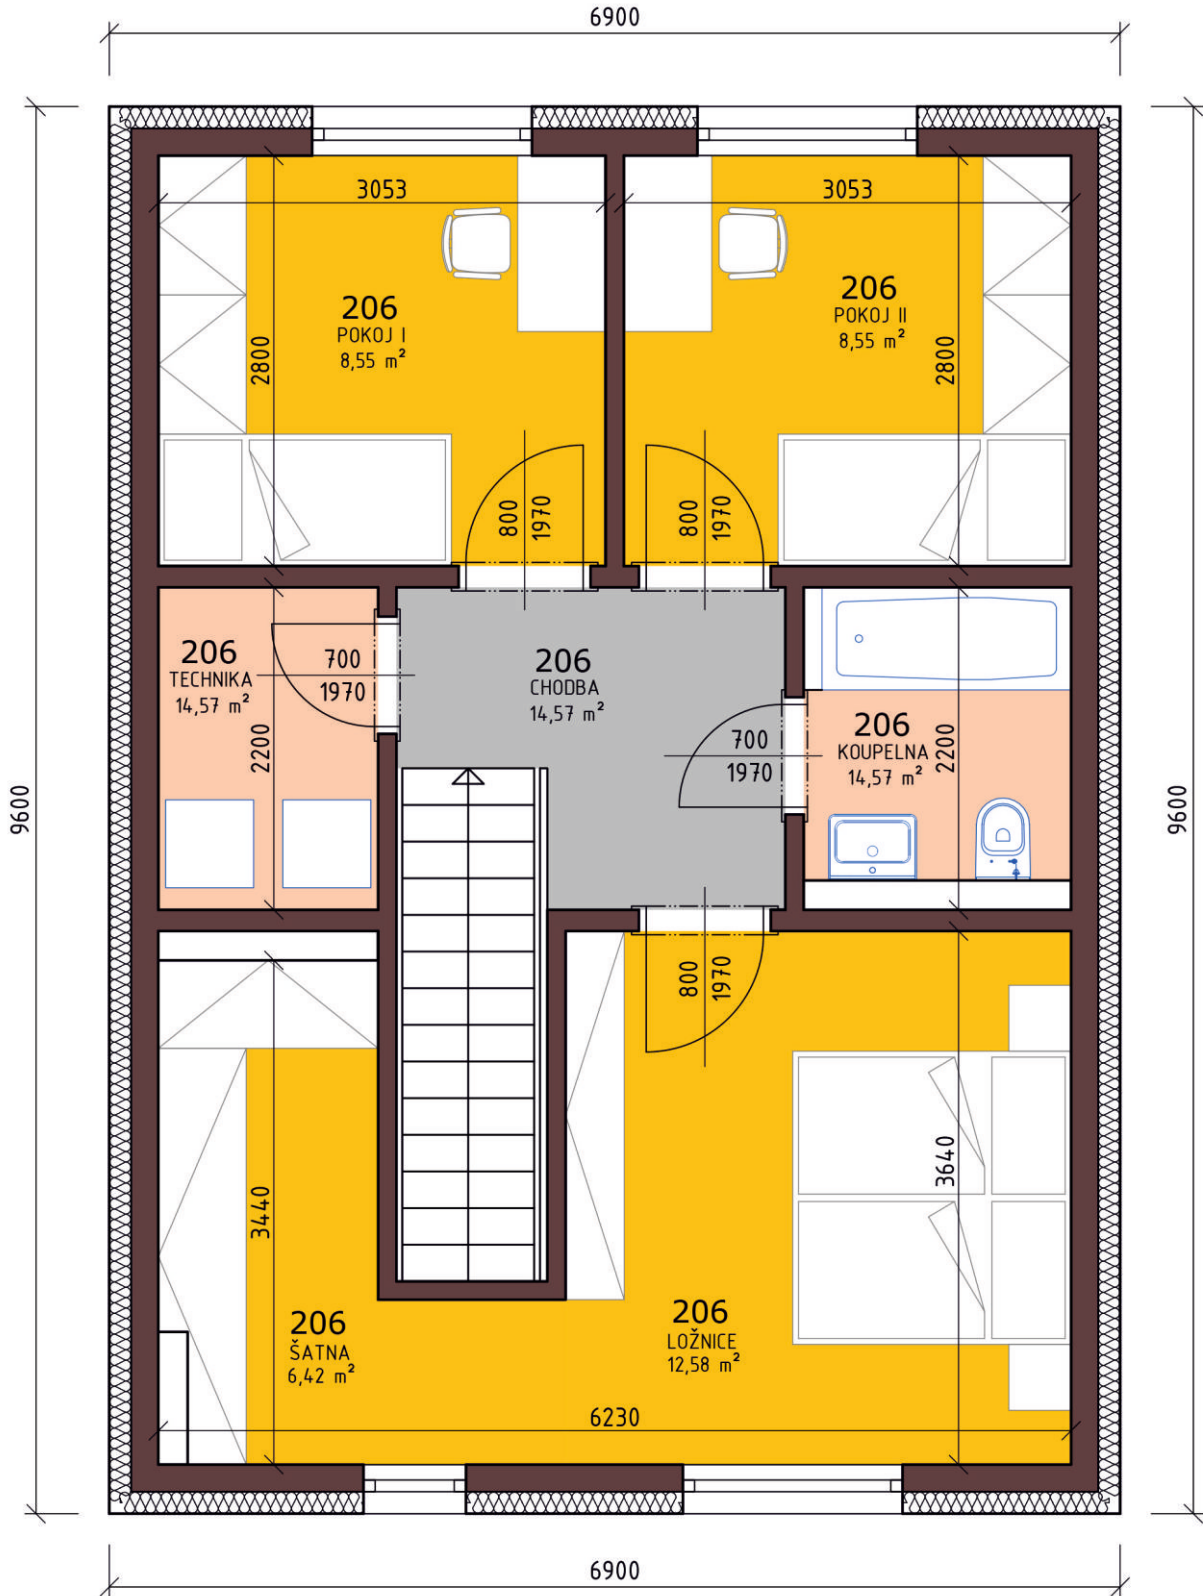 6900
3053
3053
206
POKOJ I
8,55 m²
206
POKOJ II
8,55 m²
2800
2800
800
1970
800
1970
206
TECHNIKA
14,57 m²
700
1970
206
CHODBA
14,57 m²
206
KOUPELNA
14,57 m²
700
1970
2200
2200
9600
9600
800
1970
3440
3640
206
ŠATNA
6,42 m²
206
LOŽNICE
12,58 m²
6230
6900